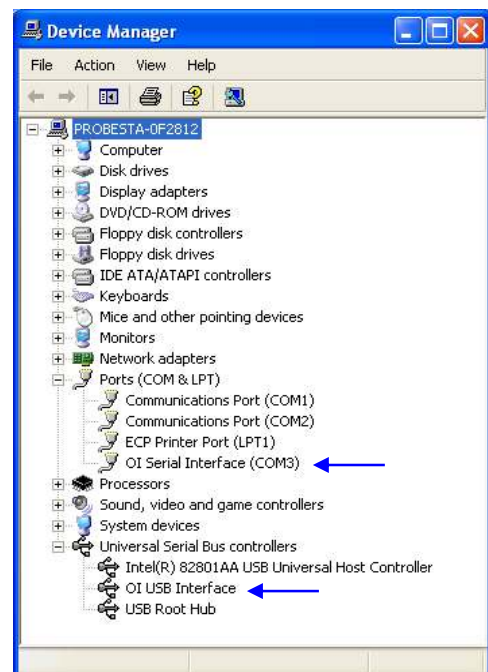 Device Manager
File Action View Help
PROBESTA-0F2812
Computer
Disk drives
Display adapters
DVD/CD-ROM drives
Floppy disk controllers
Floppy disk drives
IDE ATA/ATAPI controllers
Keyboards
Mice and other pointing devices
Monitors
Network adapters
Ports (COM & LPT)
Communications Port (COM1)
Communications Port (COM2)
ECP Printer Port (LPT1)
OI Serial Interface (COM3)
Processors
Sound, video and game controllers
System devices
Universal Serial Bus controllers
Intel(R) 82801AA USB Universal Host Controller
OI USB Interface
USB Root Hub